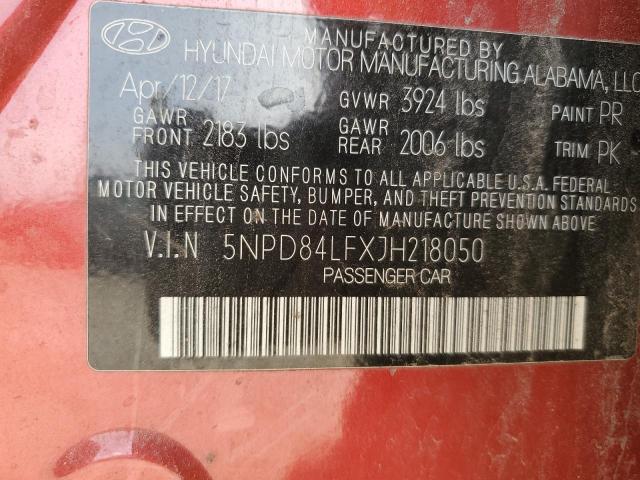 MANUFACTURED BY
HYUNDAI MOTOR MANUFACTURING ALABAMA, LLC
Apr/12/17 GVWR 3924 lbs PAINT PR
GAWR FRONT 2183 lbs GAWR REAR 2006 lbs TRIM PK
THIS VEHICLE CONFORMS TO ALL APPLICABLE U.S.A. FEDERAL
MOTOR VEHICLE SAFETY, BUMPER, AND THEFT PREVENTION STANDARDS
IN EFFECT ON THE DATE OF MANUFACTURE SHOWN ABOVE
V.I.N 5NPD84LFXJH218050
PASSENGER CAR